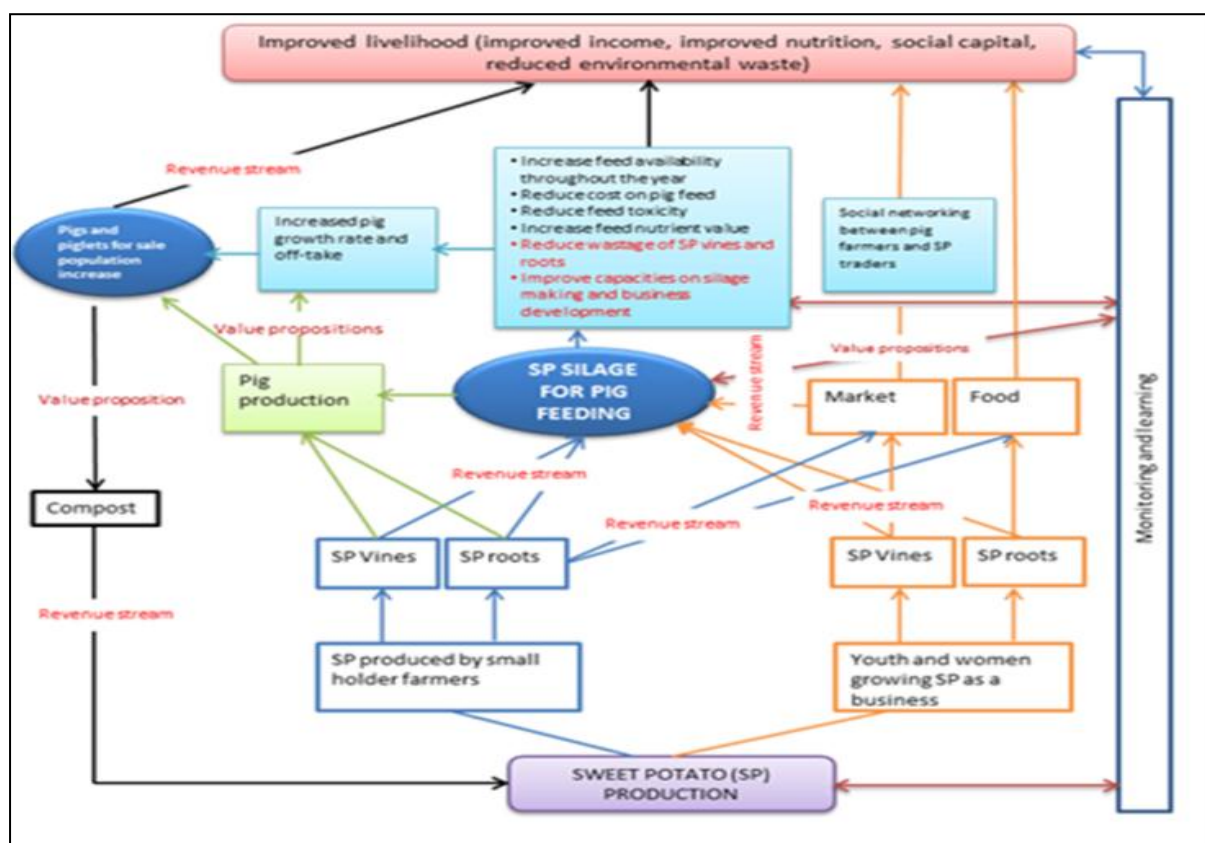 Improved livelihood (improved income, improved nutrition, social capital,
reduced environmental waste)
Revenue stream
• Increase feed availability
throughout the year
• Reduce cost on pig feed
• Reduce feed toxicity
• Increase feed nutrient value
• Reduce wastage of SP vines and
roots
• Improve capacities on silage
making and business
development
Pigs and
piglets for sale
population
increase
Increased pig
growth rate and
off-take
Social networking
between pig
farmers and SP
traders
Value propositions
Revenue stream
Value propositions
Pig
production
SP SILAGE
FOR PIG
FEEDING
Market
Food
Monitoring and learning
Value proposition
Revenue stream
Compost
Revenue stream
Revenue stream
SP Vines
SP roots
SP Vines
SP roots
Revenue stream
SP produced by small
holder farmers
Youth and women
growing SP as a
business
SWEET POTATO (SP)
PRODUCTION